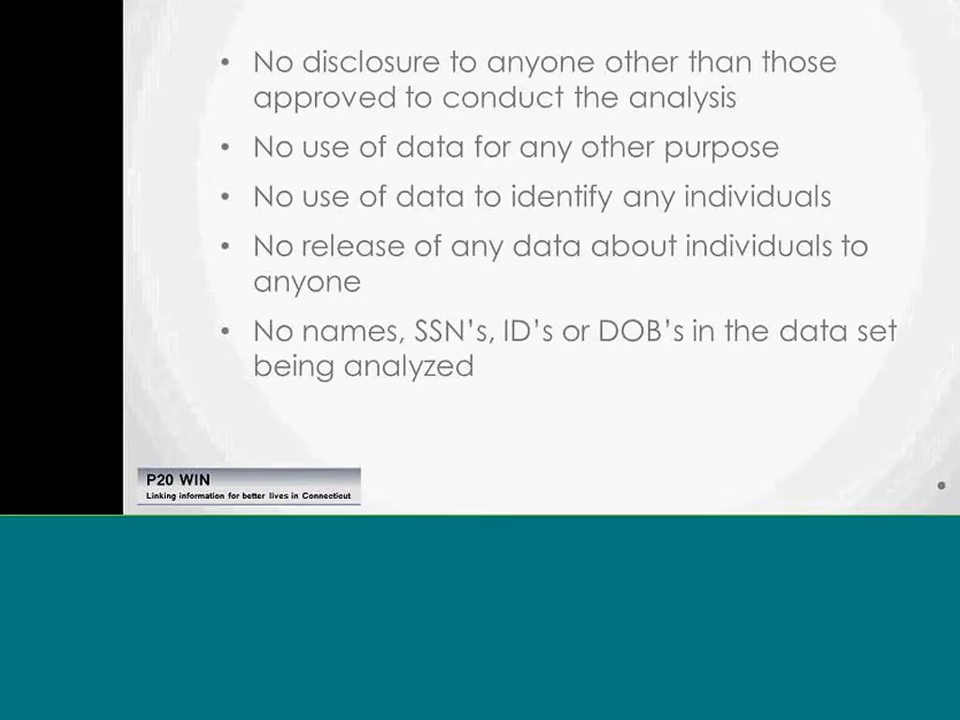 • No disclosure to anyone other than those
approved to conduct the analysis
• No use of data for any other purpose
• No use of data to identify any individuals
• No release of any data about individuals to
anyone
• No names, SSN's, ID's or DOB's in the data set
being analyzed
P20 WIN
Linking information for better lives in Connecticut